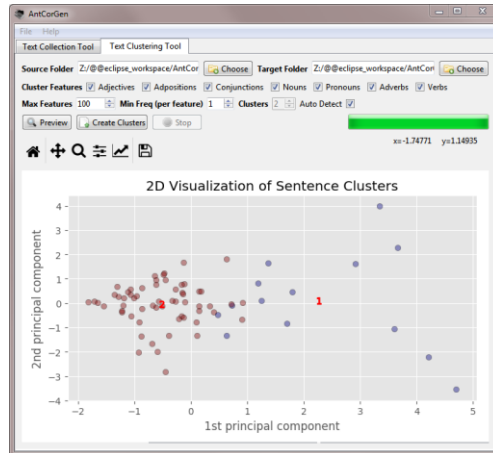 AntCorGen
File Help
Text Collection Tool Text Clustering Tool
Source Folder Z:/@@eclipse_workspace/AntCor Choose Target Folder Z:/@@eclipse_workspace/AntCort Choose
Cluster Features Adjectives Adpositions Conjunctions Nouns Pronouns Adverbs Verbs
Max Features 100 Min Freq (per feature) 1 Clusters 2 Auto Detect
Preview Create Clusters Stop
x=-1.74771 y=1.14935
2D Visualization of Sentence Clusters
4
3
2
1
0
−1
−2
−3
−4
2nd principal component
2 1
−2 −1 0 1 2 3 4 5
1st principal component